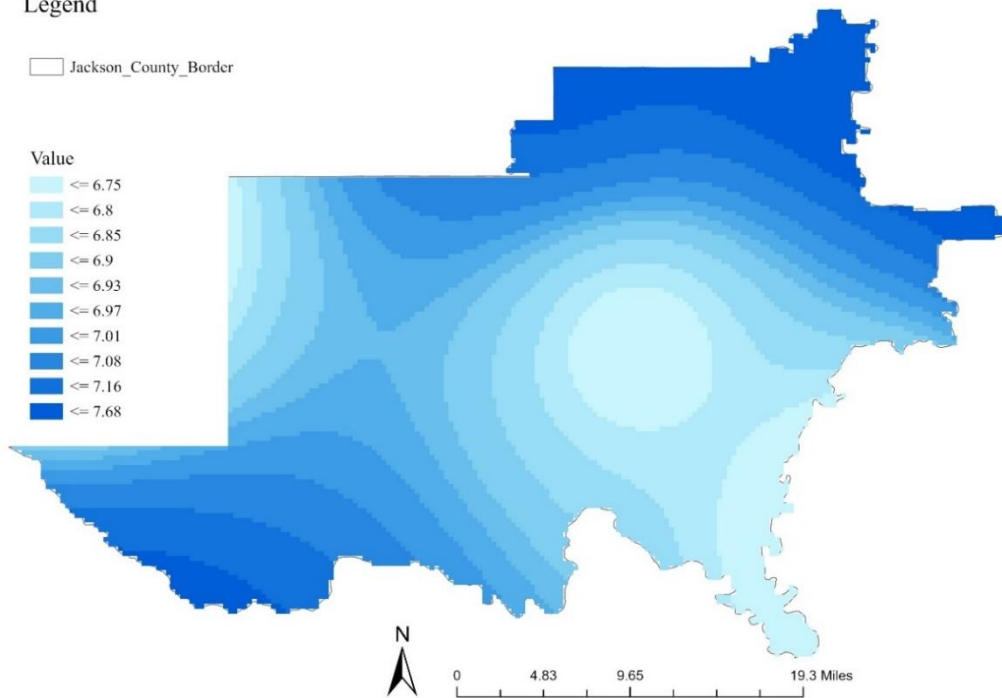 Legend
Jackson_County_Border
Value
<= 6.75
<= 6.8
<= 6.85
<= 6.9
<= 6.93
<= 6.97
<= 7.01
<= 7.08
<= 7.16
<= 7.68
N
0 4.83 9.65 19.3 Miles